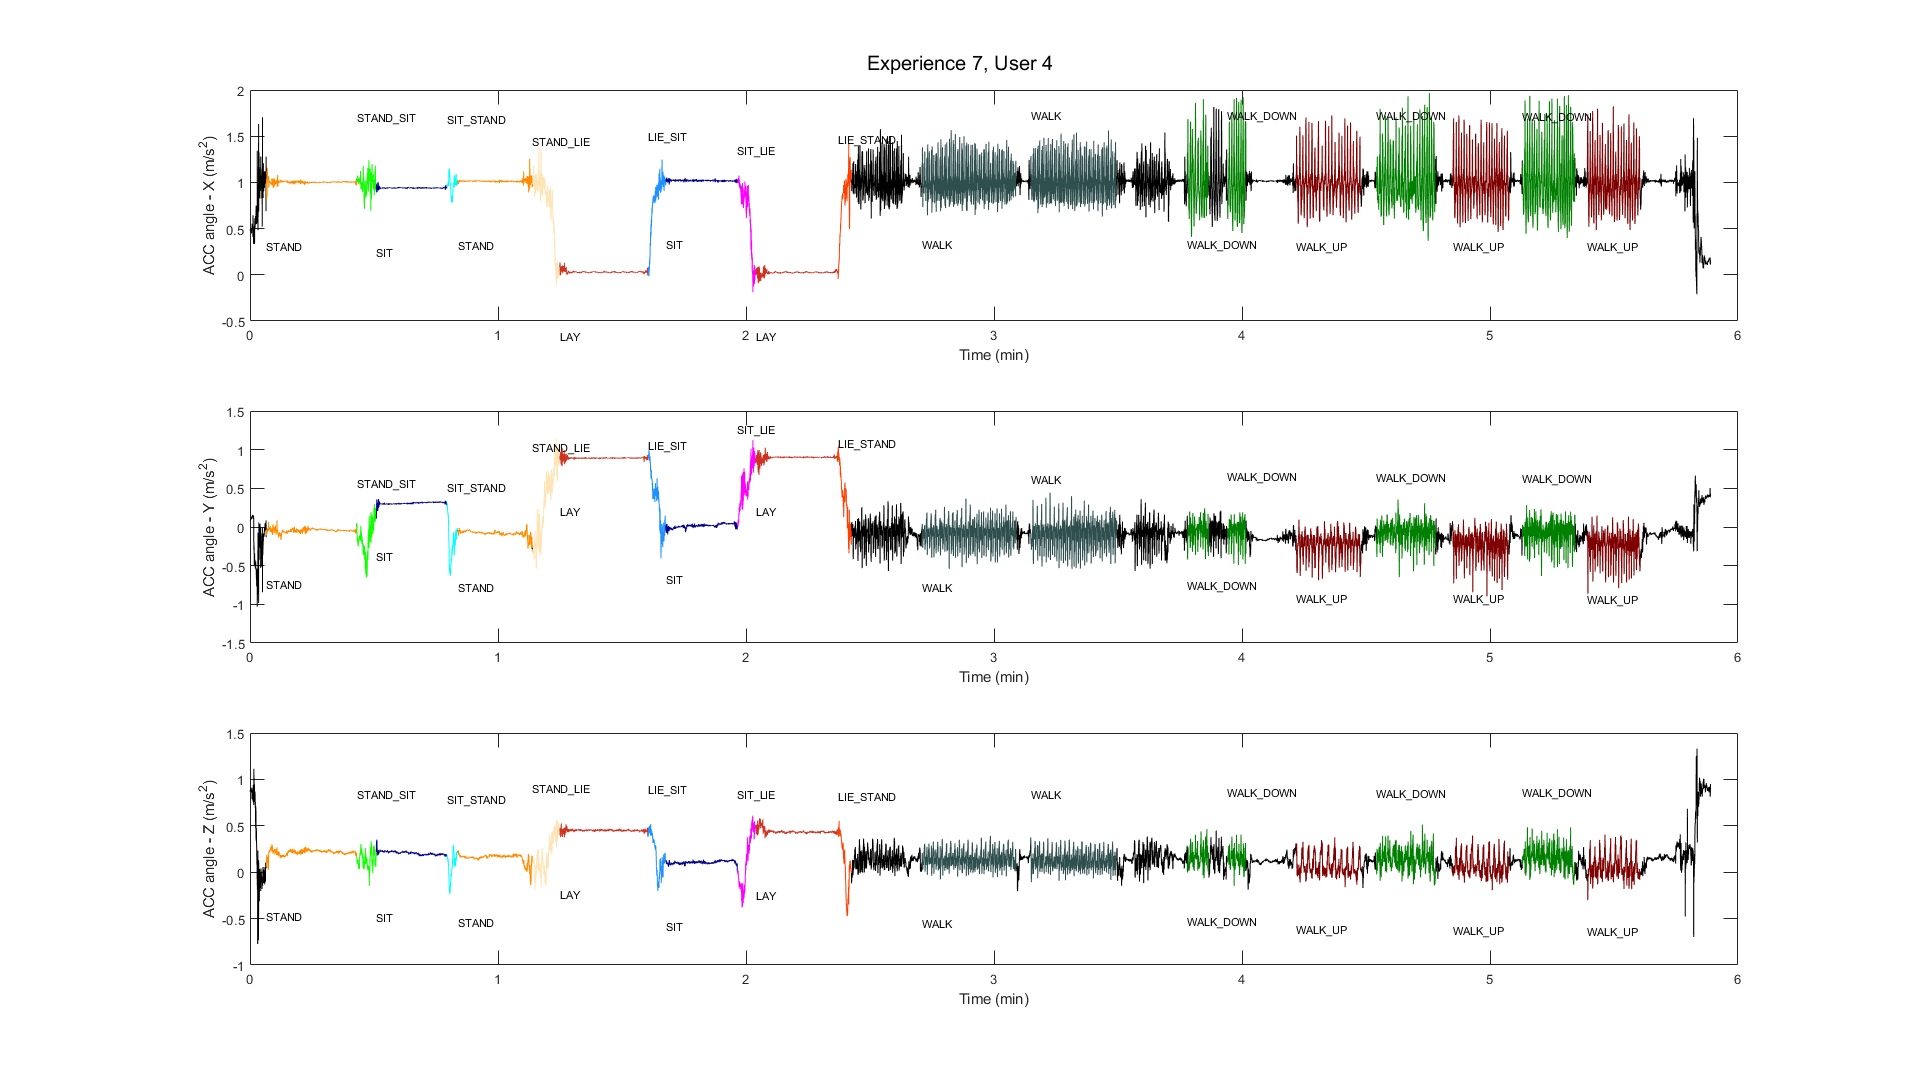 Experience 7, User 4
ACC angle - X (m/s²)
2
1.5
1
0.5
0
-0.5
STAND_SIT SIT_STAND STAND_LIE LIE_SIT SIT_LIE LIE_STAND WALK WALK_DOWN WALK_DOWN WALK_DOWN
STAND SIT STAND SIT WALK WALK_DOWN WALK_UP WALK_UP WALK_UP
LAY LAY
0 1 2 3 4 5 6
Time (min)
ACC angle - Y (m/s²)
1.5
1
0.5
0
-0.5
-1
-1.5
STAND_SIT SIT_STAND STAND_LIE LIE_SIT SIT_LIE LIE_STAND WALK WALK_DOWN WALK_DOWN WALK_DOWN
LAY LAY
STAND SIT STAND SIT WALK WALK_DOWN WALK_UP WALK_UP WALK_UP
0 1 2 3 4 5 6
Time (min)
ACC angle - Z (m/s²)
1.5
1
0.5
0
-0.5
-1
STAND_SIT SIT_STAND STAND_LIE LIE_SIT SIT_LIE LIE_STAND WALK WALK_DOWN WALK_DOWN WALK_DOWN
LAY LAY
STAND SIT STAND SIT WALK WALK_DOWN WALK_UP WALK_UP WALK_UP
0 1 2 3 4 5 6
Time (min)